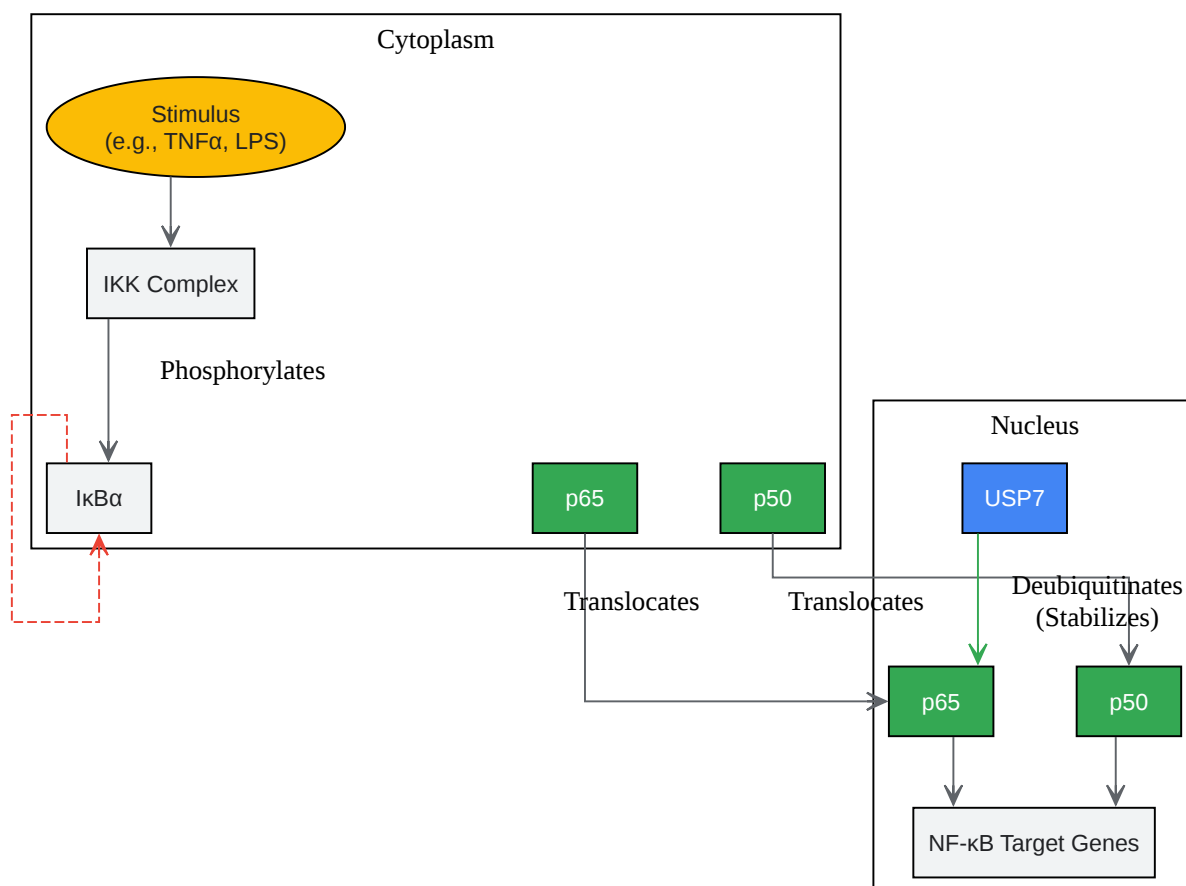 Cytoplasm
Stimulus
(e.g., TNFα, LPS)
IKK Complex
Phosphorylates
Nucleus
IκBα
p65
p50
USP7
Translocates
Translocates
Deubiquitinates
(Stabilizes)
p65
p50
NF-κB Target Genes